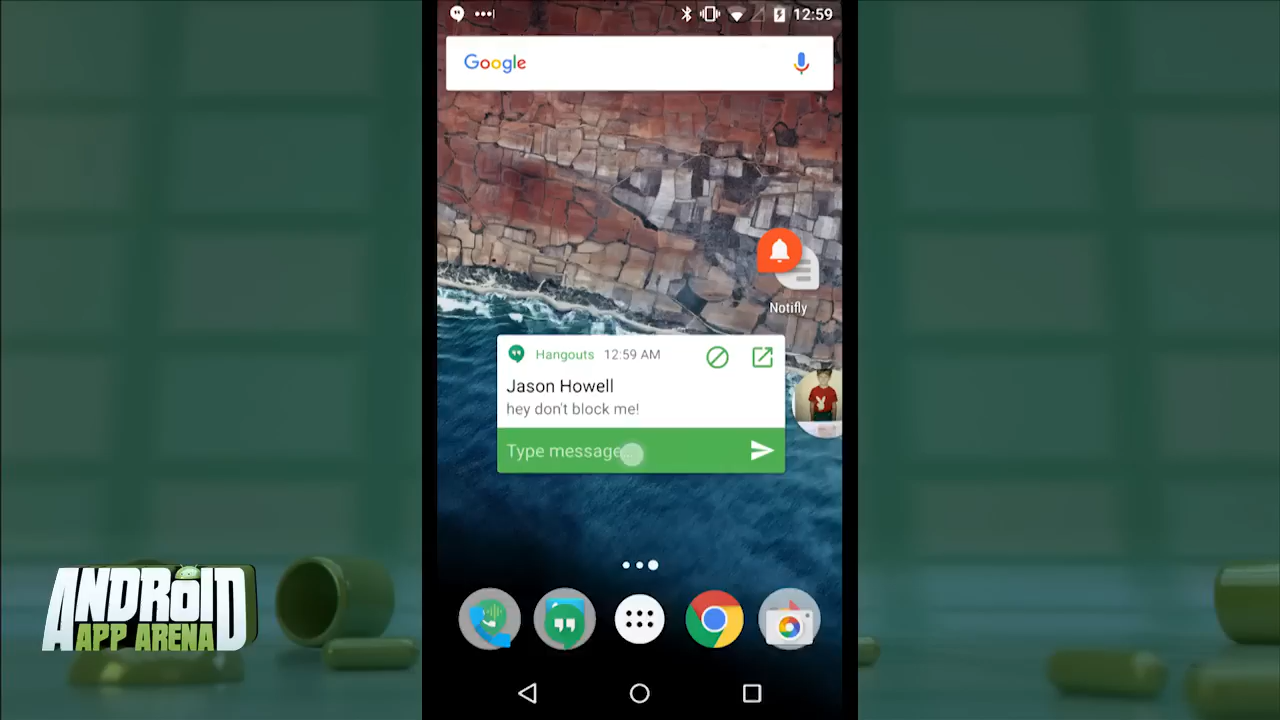 12:59
Google
Notifly
Hangouts 12:59 AM
Jason Howell
hey don't block me!
Type message...
ANDROID
APP ARENA